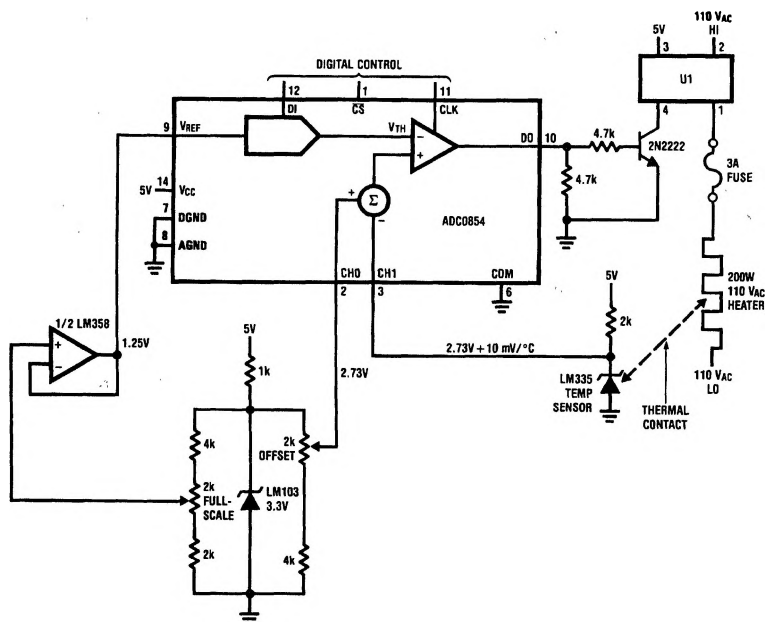 110 VAC
HI
5V
3
2
U1
4
1
DIGITAL CONTROL
12
1
11
DI
CS
CLK
9
VREF
VTH
DO
10
4.7k
2N2222
4.7k
3A
FUSE
5V
14
VCC
7
DGND
8
AGND
+
Σ
−
−
+
ADC0854
CH0
CH1
COM
2
3
6
200W
110 VAC
HEATER
5V
2k
1/2 LM358
+
−
1.25V
2.73V + 10 mV/°C
5V
1k
2.73V
LM335
TEMP
SENSOR
THERMAL
CONTACT
110 VAC
LO
4k
2k
OFFSET
2k
FULL-
SCALE
LM103
3.3V
2k
4k